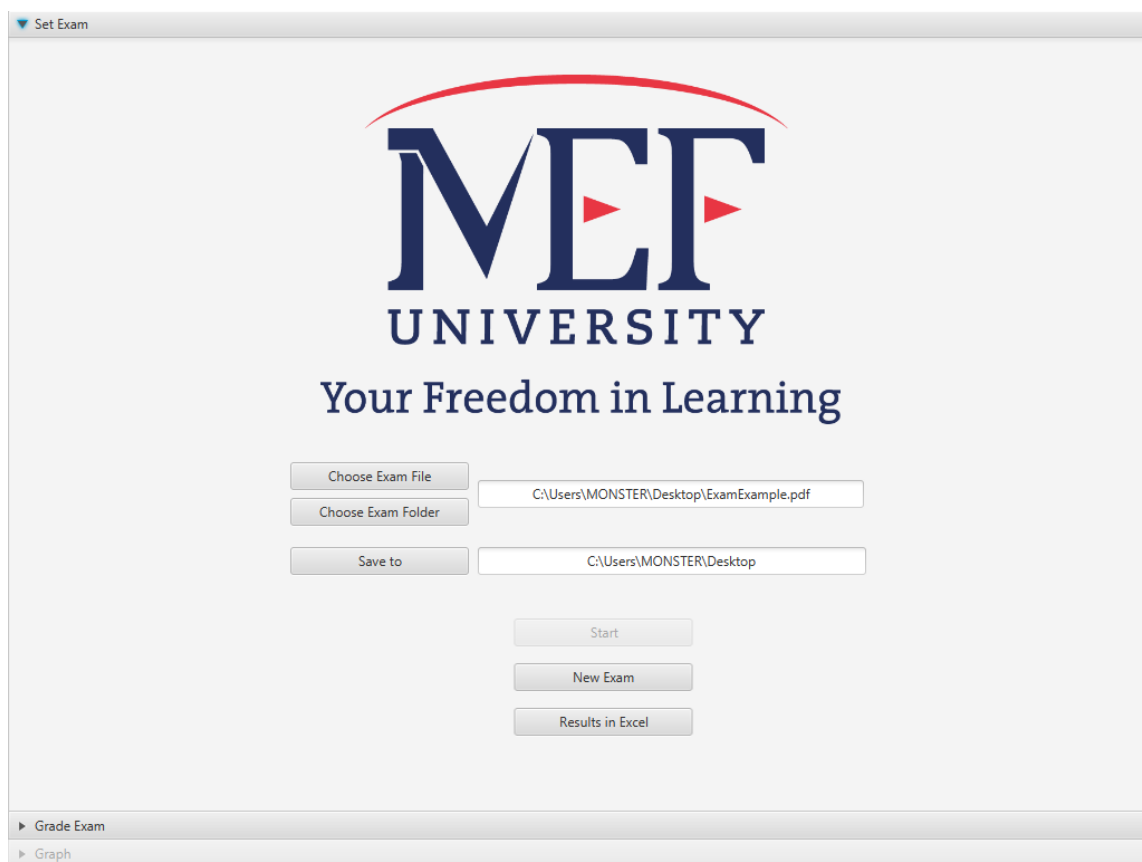 Set Exam
MEF
UNIVERSITY
Your Freedom in Learning
Choose Exam File
C:\Users\MONSTER\Desktop\ExamExample.pdf
Choose Exam Folder
Save to
C:\Users\MONSTER\Desktop
Start
New Exam
Results in Excel
Grade Exam
Graph